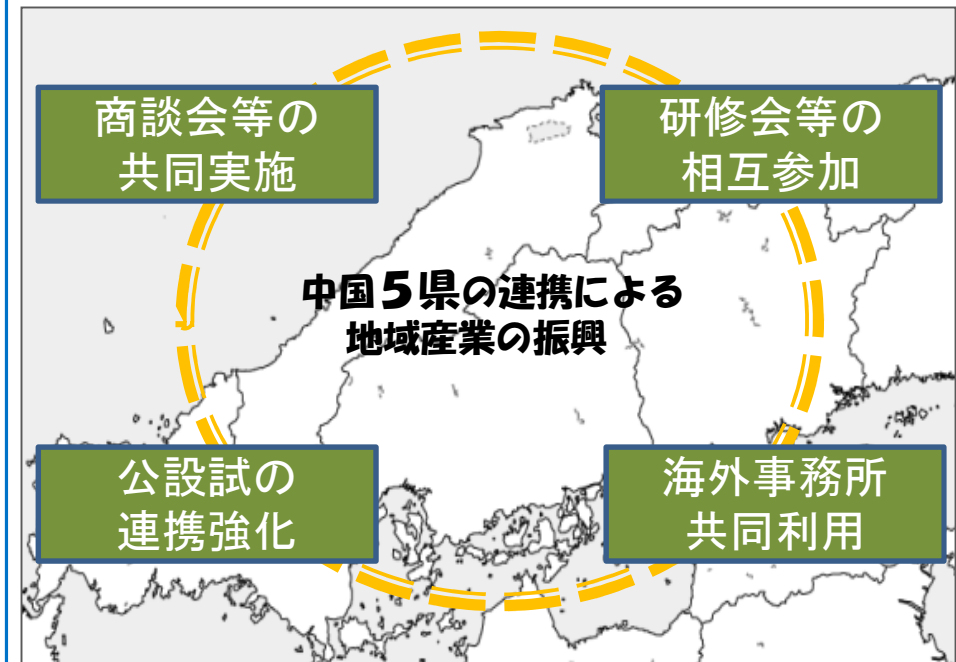 商談会等の
共同実施
研修会等の
相互参加
中国5県の連携による
地域産業の振興
公設試の
連携強化
海外事務所
共同利用